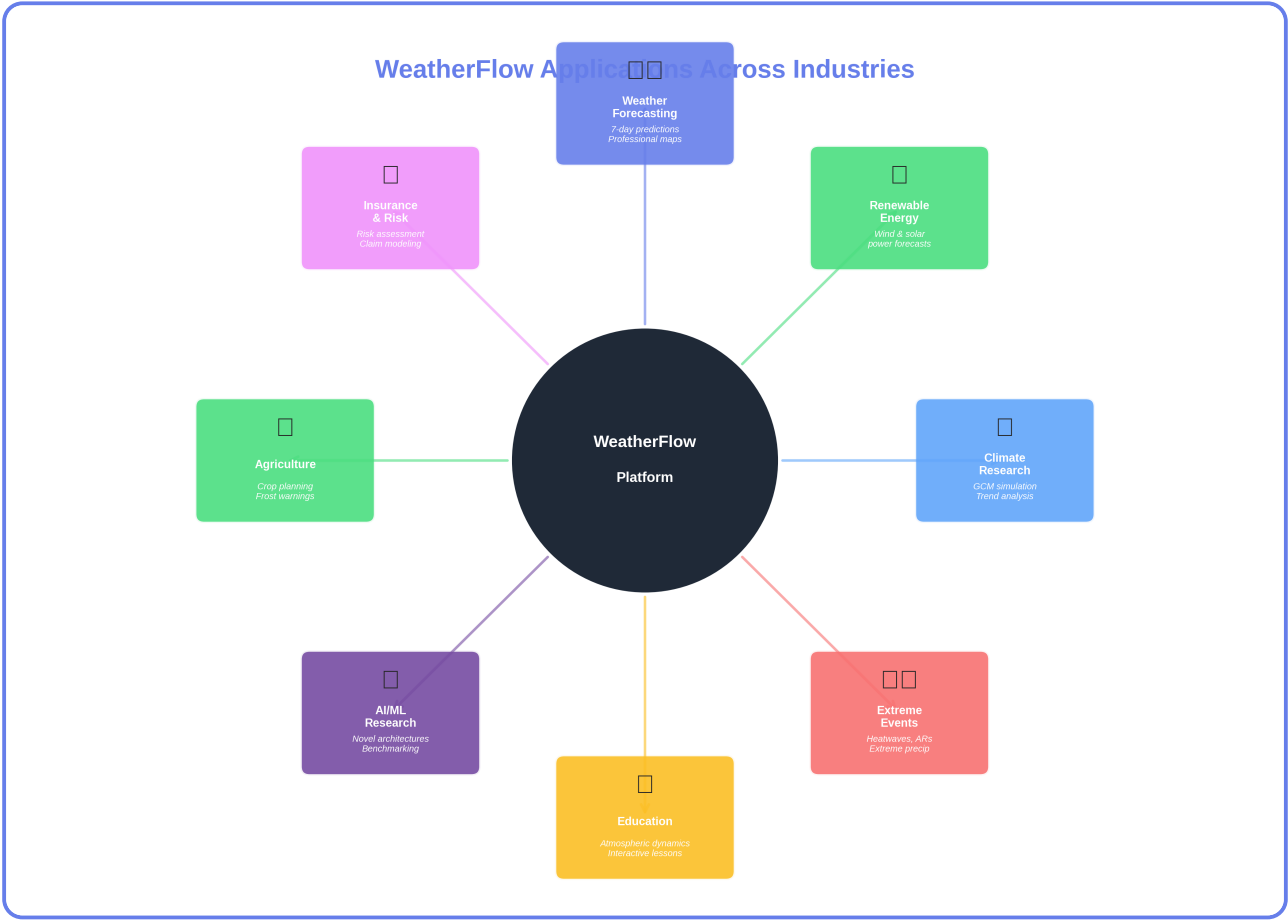 WeatherFlow Applications Across Industries
Weather
Forecasting
7-day predictions
Professional maps
Insurance
& Risk
Risk assessment
Claim modeling
Renewable
Energy
Wind & solar
power forecasts
WeatherFlow
Platform
Agriculture
Crop planning
Frost warnings
Climate
Research
GCM simulation
Trend analysis
AI/ML
Research
Novel architectures
Benchmarking
Extreme
Events
Heatwaves, ARs
Extreme precip
Education
Atmospheric dynamics
Interactive lessons